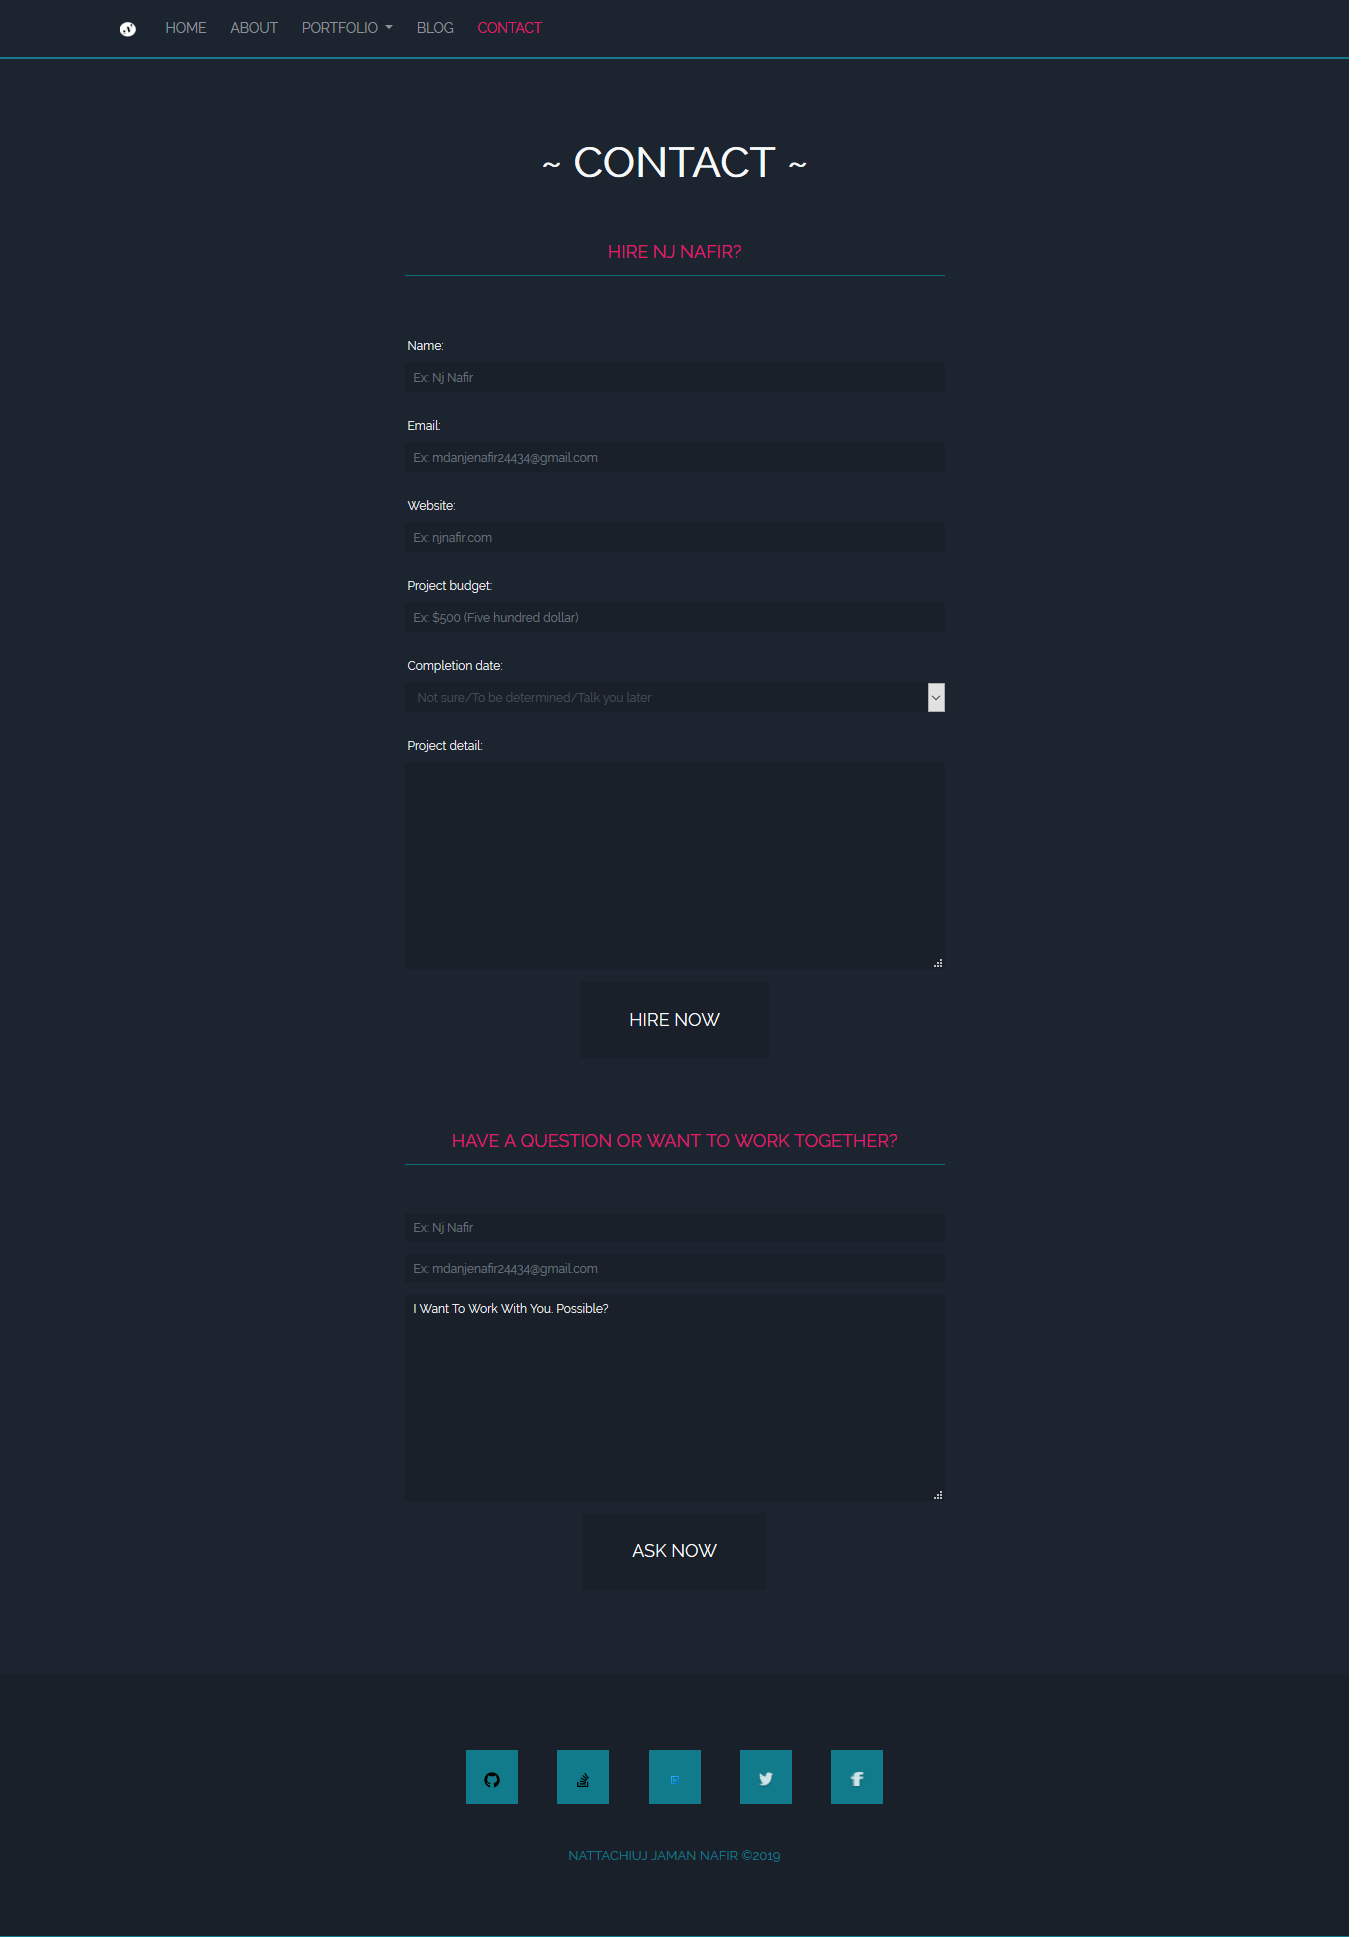 HOME ABOUT PORTFOLIO BLOG CONTACT
~ CONTACT ~
HIRE NJ NAFIR?
Name:
Ex: Nj Nafir
Email:
Ex: mdanjenafir24434@gmail.com
Website:
Ex: njnafir.com
Project budget:
Ex: $500 (Five hundred dollar)
Completion date:
Not sure/To be determined/Talk you later
Project detail:
HIRE NOW
HAVE A QUESTION OR WANT TO WORK TOGETHER?
Ex: Nj Nafir
Ex: mdanjenafir24434@gmail.com
I Want To Work With You. Possible?
ASK NOW
NATTACHIUJ JAMAN NAFIR ©2019